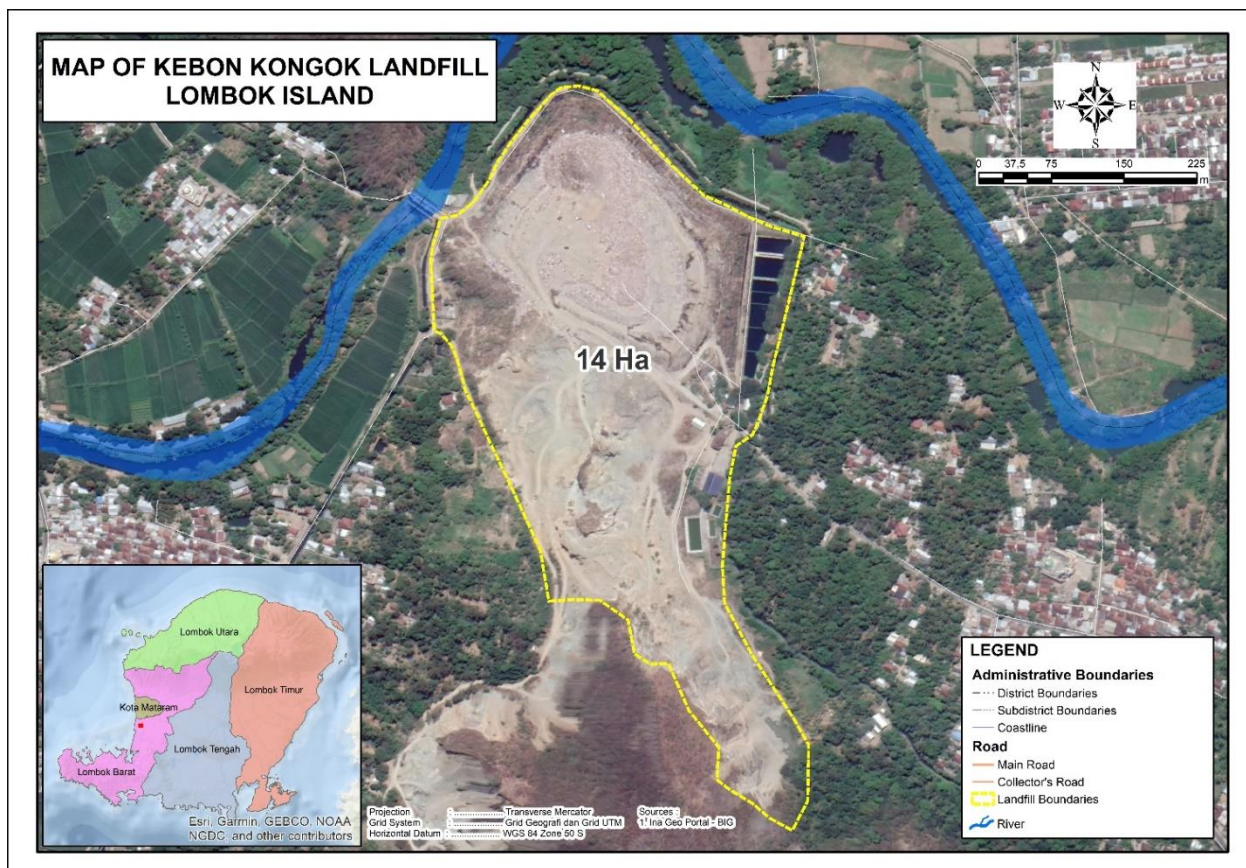 MAP OF KEBON KONGOK LANDFILL
LOMBOK ISLAND
N
W E
S
0 37.5 75 150 225
m
14 Ha
Lombok Utara
Lombok Timur
Kota Mataram
Lombok Tengah
Lombok Barat
Esri, Garmin, GEBCO, NOAA
NGDC, and other contributors
Projection : .................. Transverse Mercator
Grid System : .................. Grid Geografi dan Grid UTM
Horizontal Datum : .................. WGS 84 Zone 50 S
Sources :
1. Ina Geo Portal - BIG
LEGEND
Administrative Boundaries
District Boundaries
Subdistrict Boundaries
Coastline
Road
Main Road
Collector's Road
Landfill Boundaries
River